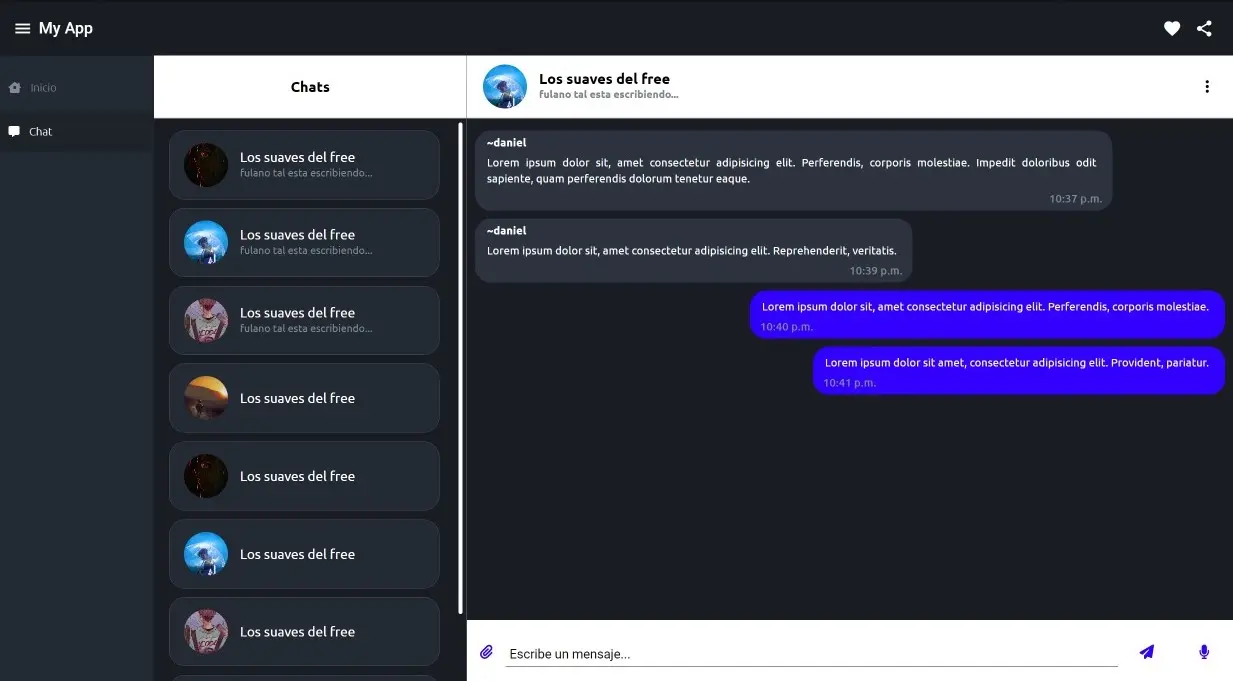 My App
Inicio
Chat
Chats
Los suaves del free
fulano tal esta escribiendo...
Los suaves del free
fulano tal esta escribiendo...
Los suaves del free
fulano tal esta escribiendo...
Los suaves del free
Los suaves del free
Los suaves del free
Los suaves del free
Los suaves del free
fulano tal esta escribiendo...
~daniel
Lorem ipsum dolor sit, amet consectetur adipisicing elit. Perferendis, corporis molestiae. Impedit doloribus odit
sapiente, quam perferendis dolorum tenetur eaque.
10:37 p.m.
~daniel
Lorem ipsum dolor sit, amet consectetur adipisicing elit. Reprehenderit, veritatis.
10:39 p.m.
Lorem ipsum dolor sit, amet consectetur adipisicing elit. Perferendis, corporis molestiae.
10:40 p.m.
Lorem ipsum dolor sit amet, consectetur adipisicing elit. Provident, pariatur.
10:41 p.m.
Escribe un mensaje...